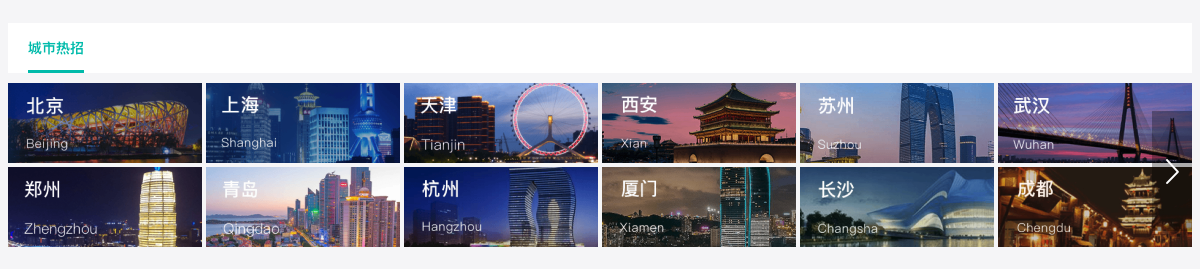 城市热招
北京
Beijing
上海
Shanghai
天津
Tianjin
西安
Xian
苏州
Suzhou
武汉
Wuhan
郑州
Zhengzhou
青岛
Qingdao
杭州
Hangzhou
厦门
Xiamen
长沙
Changsha
成都
Chengdu